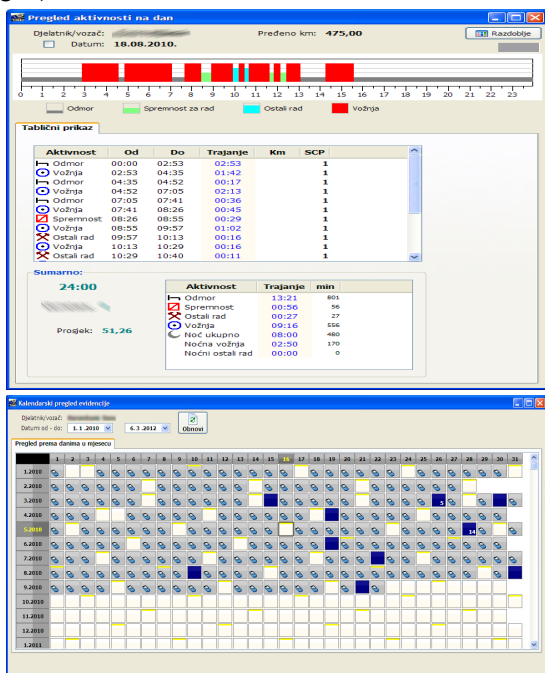 Pregled aktivnosti na dan
Djelatnik/vozač:
Pređeno km: 475,00
Razdoblje
Datum: 18.08.2010.
0 1 2 3 4 5 6 7 8 9 10 11 12 13 14 15 16 17 18 19 20 21 22 23
Odmor Spremnost za rad Ostali rad Vožnja
Tablični prikaz
Aktivnost Od Do Trajanje Km SCP
Odmor 00:00 02:53 02:53 1
Vožnja 02:53 04:35 01:42 1
Odmor 04:35 04:52 00:17 1
Vožnja 04:52 07:05 02:13 1
Odmor 07:05 07:41 00:36 1
Vožnja 07:41 08:26 00:45 1
Spremnost 08:26 08:55 00:29 1
Vožnja 08:55 09:57 01:02 1
Ostali rad 09:57 10:13 00:16 1
Vožnja 10:13 10:29 00:16 1
Ostali rad 10:29 10:40 00:11 1
Sumarno:
24:00
Prosjek: 51,26
Aktivnost Trajanje min
Odmor 13:21 801
Spremnost 00:56 56
Ostali rad 00:27 27
Vožnja 09:16 556
Noć ukupno 08:00 480
Noćna vožnja 02:50 170
Noćni ostali rad 00:00 0
Kalendarski pregled evidencije
Djelatnik/vozač:
Datum od - do: 1.1.2010 6.3.2012 Obnovi
Pregled prema danima u mjesecu
1 2 3 4 5 6 7 8 9 10 11 12 13 14 15 16 17 18 19 20 21 22 23 24 25 26 27 28 29 30 31
1.2010
2.2010
3.2010 5
4.2010
5.2010 14
6.2010
7.2010
8.2010
9.2010
10.2010
11.2010
12.2010
1.2011